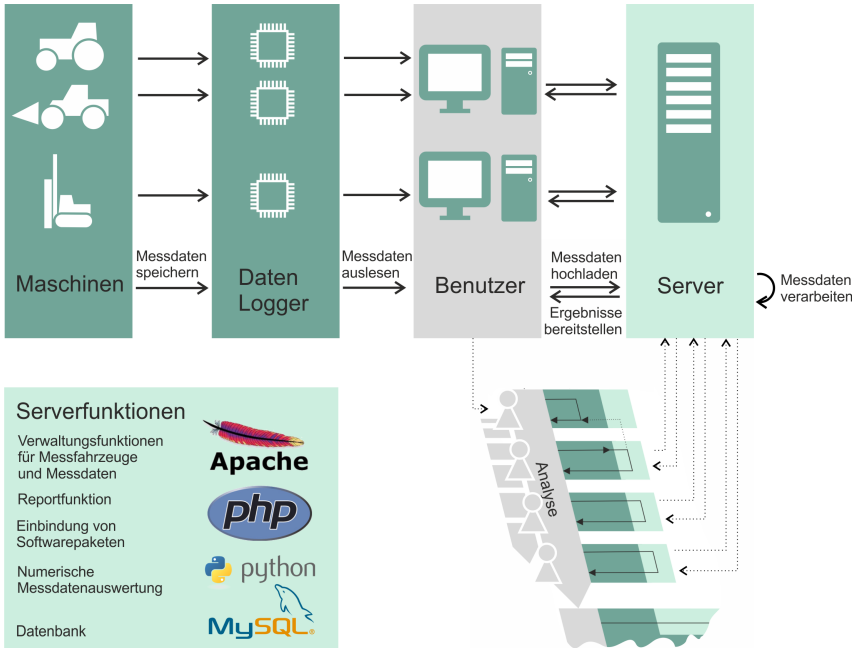 Maschinen
Messdaten
speichern
Daten
Logger
Messdaten
auslesen
Benutzer
Messdaten
hochladen
Ergebnisse
bereitstellen
Server
Messdaten
verarbeiten
Serverfunktionen
Verwaltungsfunktionen
für Messfahrzeuge
und Messdaten
Apache
Reportfunktion
php
Einbindung von
Softwarepaketen
Numerische
Messdatenauswertung
python
Datenbank
MySQL®
Analyse